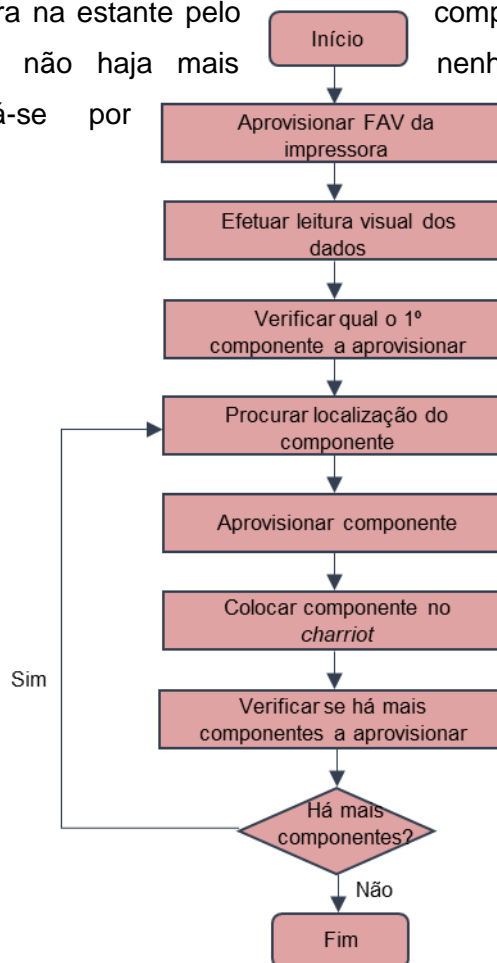 ra na estante pelo
não haja mais
á-se por
Início
Aprovisionar FAV da
impressora
Efetuar leitura visual dos
dados
Verificar qual o 1º
componente a aprovisionar
Procurar localização do
componente
Aprovisionar componente
Colocar componente no
charriot
Verificar se há mais
componentes a aprovisionar
Sim
Há mais
componentes?
Não
Fim